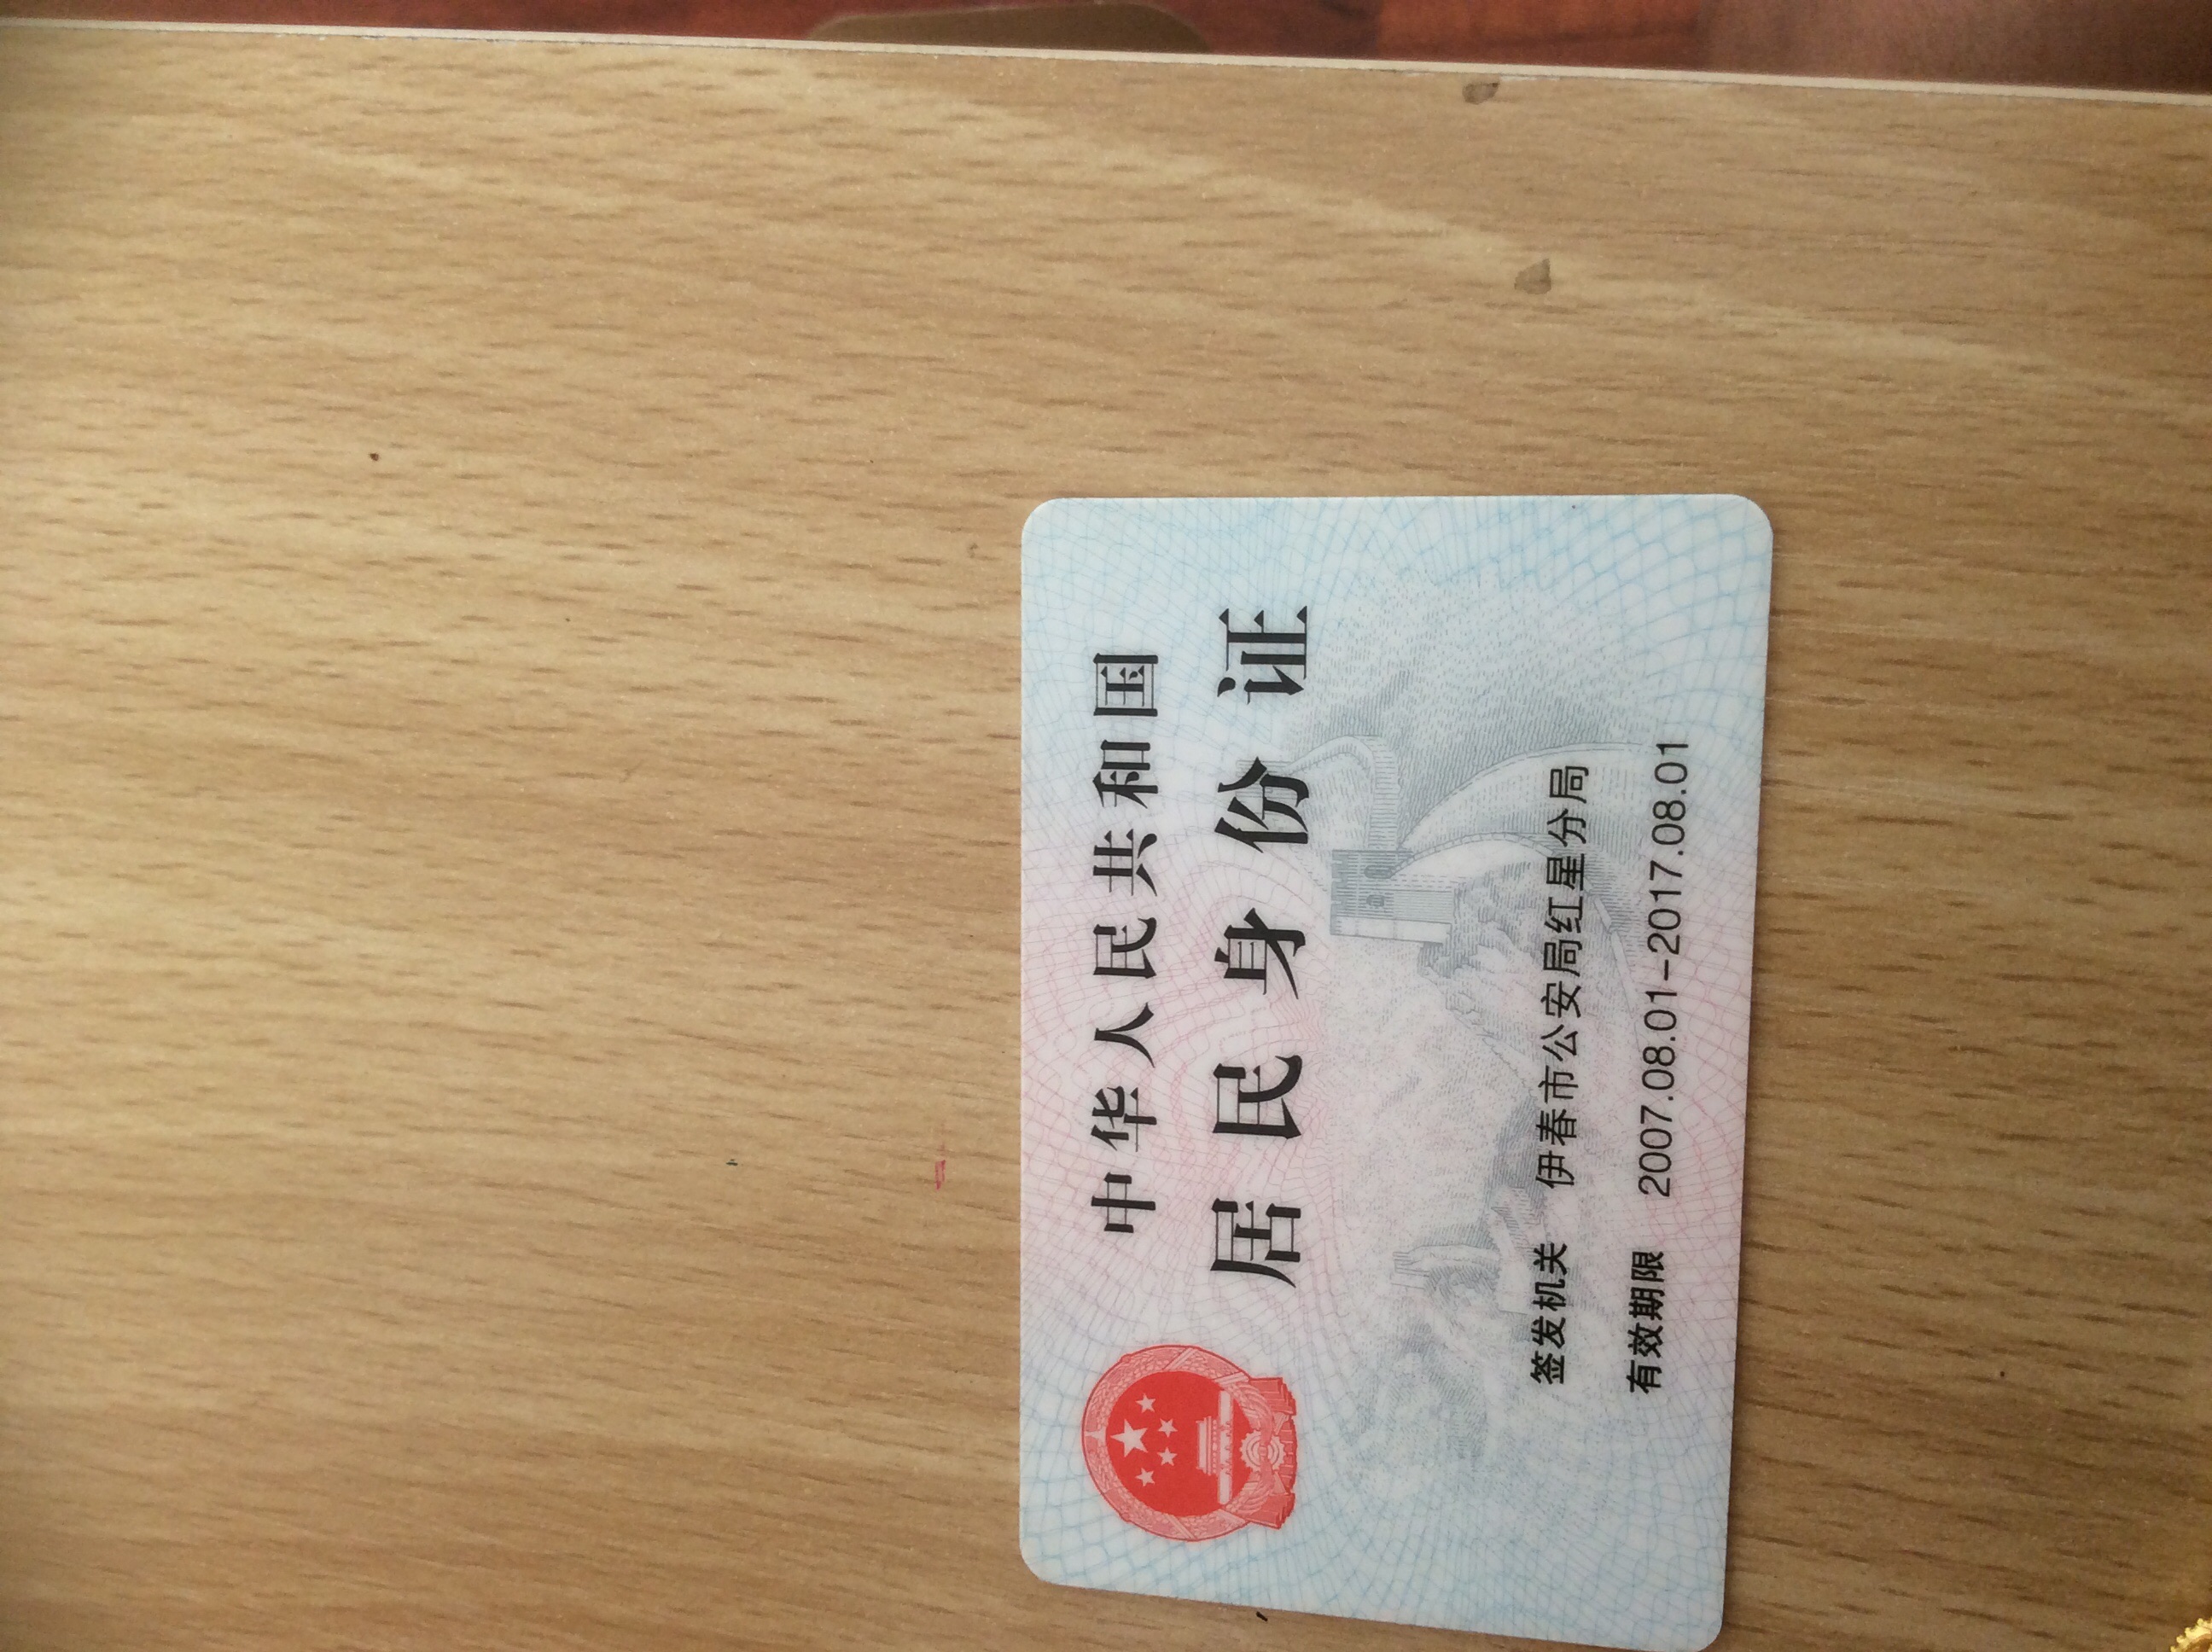 中华人民共和国
居民身份证
签发机关 伊春市公安局红星分局
有效期限 2007.08.01-2017.08.01